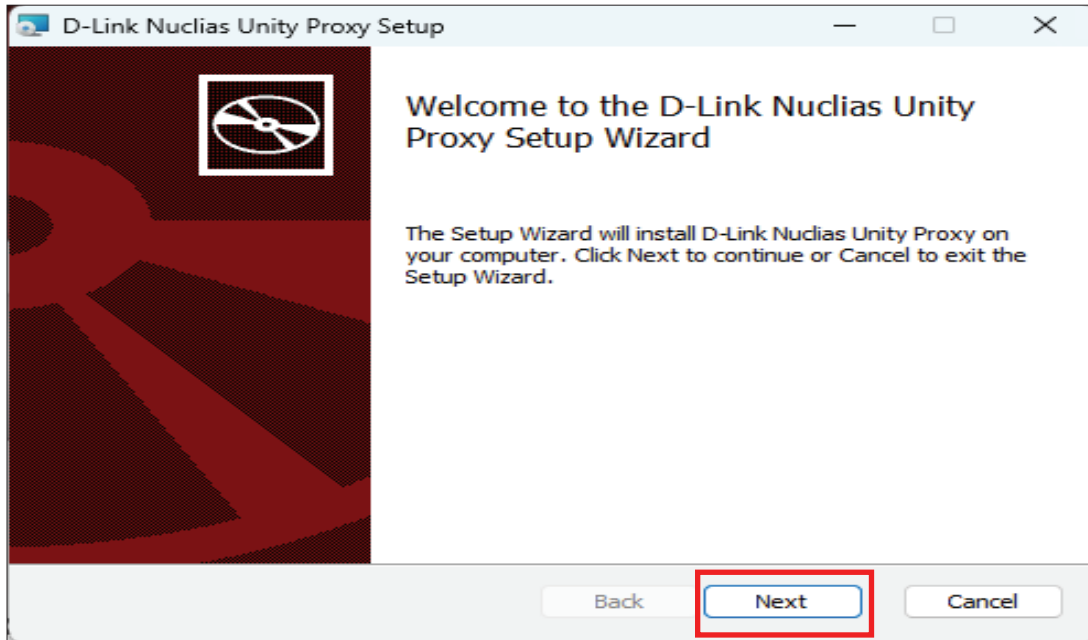 D-Link Nuclias Unity Proxy Setup
Welcome to the D-Link Nuclias Unity
Proxy Setup Wizard
The Setup Wizard will install D-Link Nuclias Unity Proxy on
your computer. Click Next to continue or Cancel to exit the
Setup Wizard.
Back
Next
Cancel